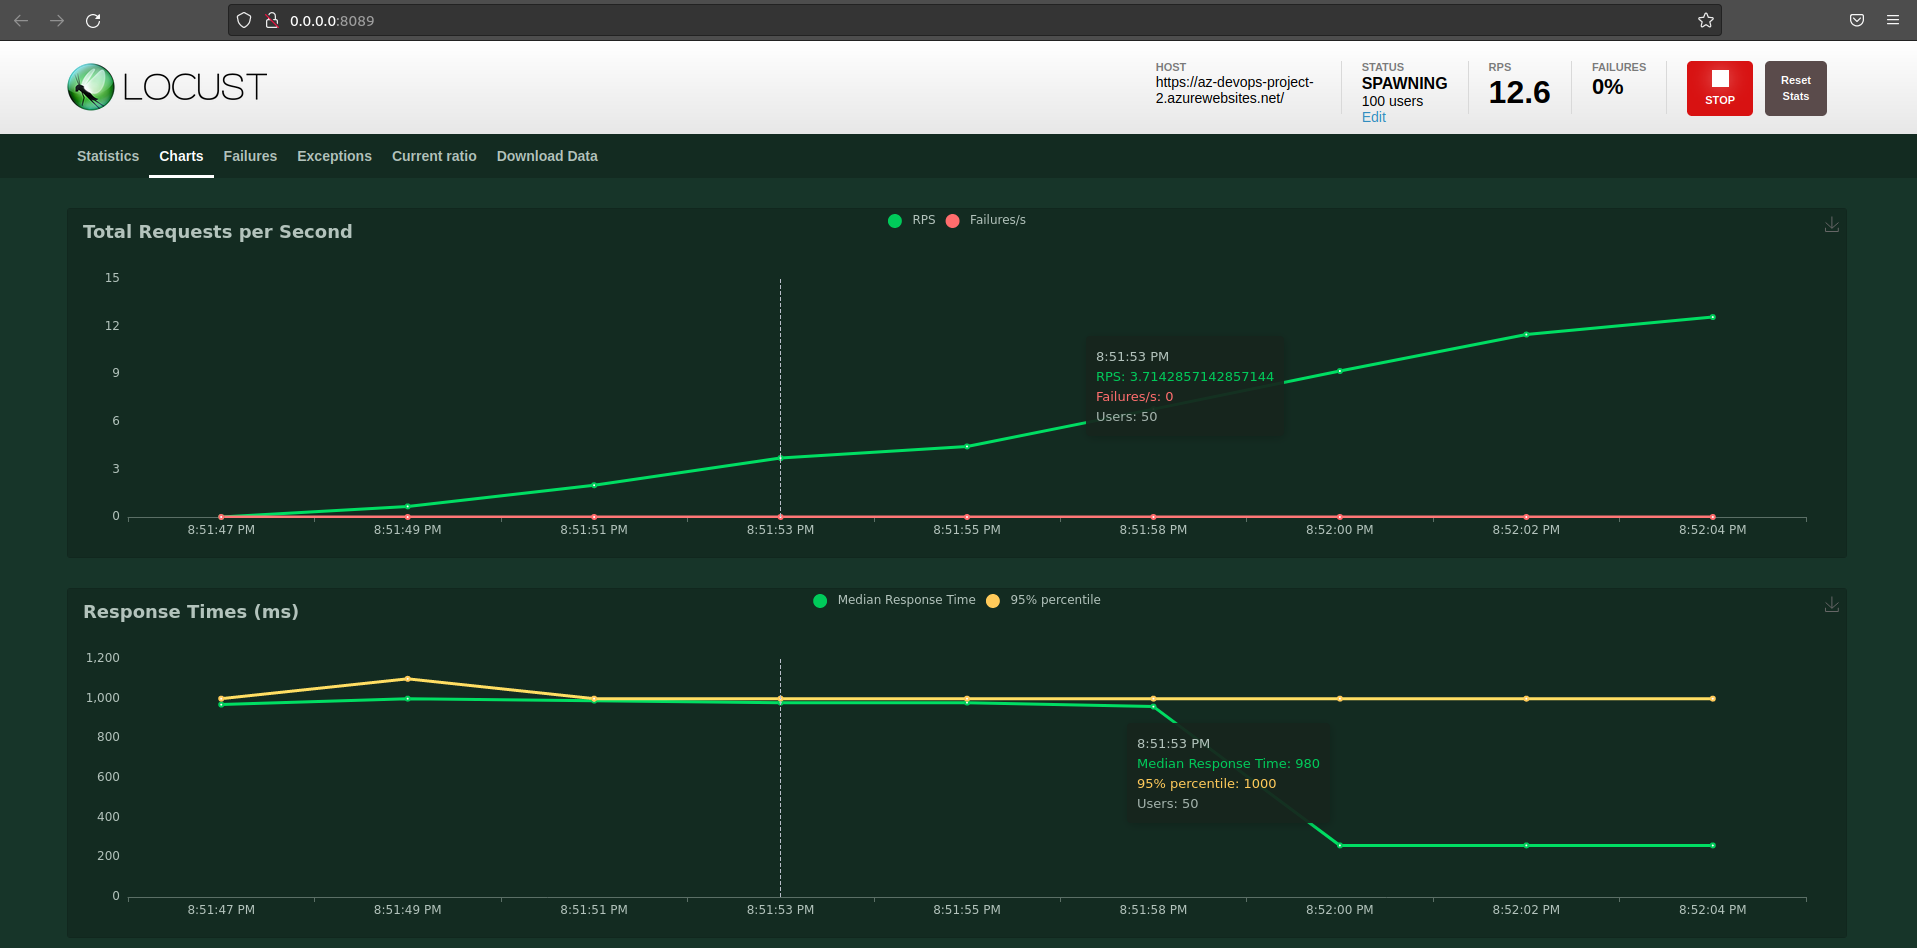 0.0.0.0:8089
LOCUST
HOST
https://az-devops-project-
2.azurewebsites.net/
STATUS
SPAWNING
100 users
Edit
RPS
12.6
FAILURES
0%
STOP
Reset
Stats
Statistics Charts Failures Exceptions Current ratio Download Data
Total Requests per Second
RPS Failures/s
15
12
9
6
3
0
8:51:53 PM
RPS: 3.7142857142857144
Failures/s: 0
Users: 50
8:51:47 PM 8:51:49 PM 8:51:51 PM 8:51:53 PM 8:51:55 PM 8:51:58 PM 8:52:00 PM 8:52:02 PM 8:52:04 PM
Response Times (ms)
Median Response Time 95% percentile
1,200
1,000
800
600
400
200
0
8:51:53 PM
Median Response Time: 980
95% percentile: 1000
Users: 50
8:51:47 PM 8:51:49 PM 8:51:51 PM 8:51:53 PM 8:51:55 PM 8:51:58 PM 8:52:00 PM 8:52:02 PM 8:52:04 PM